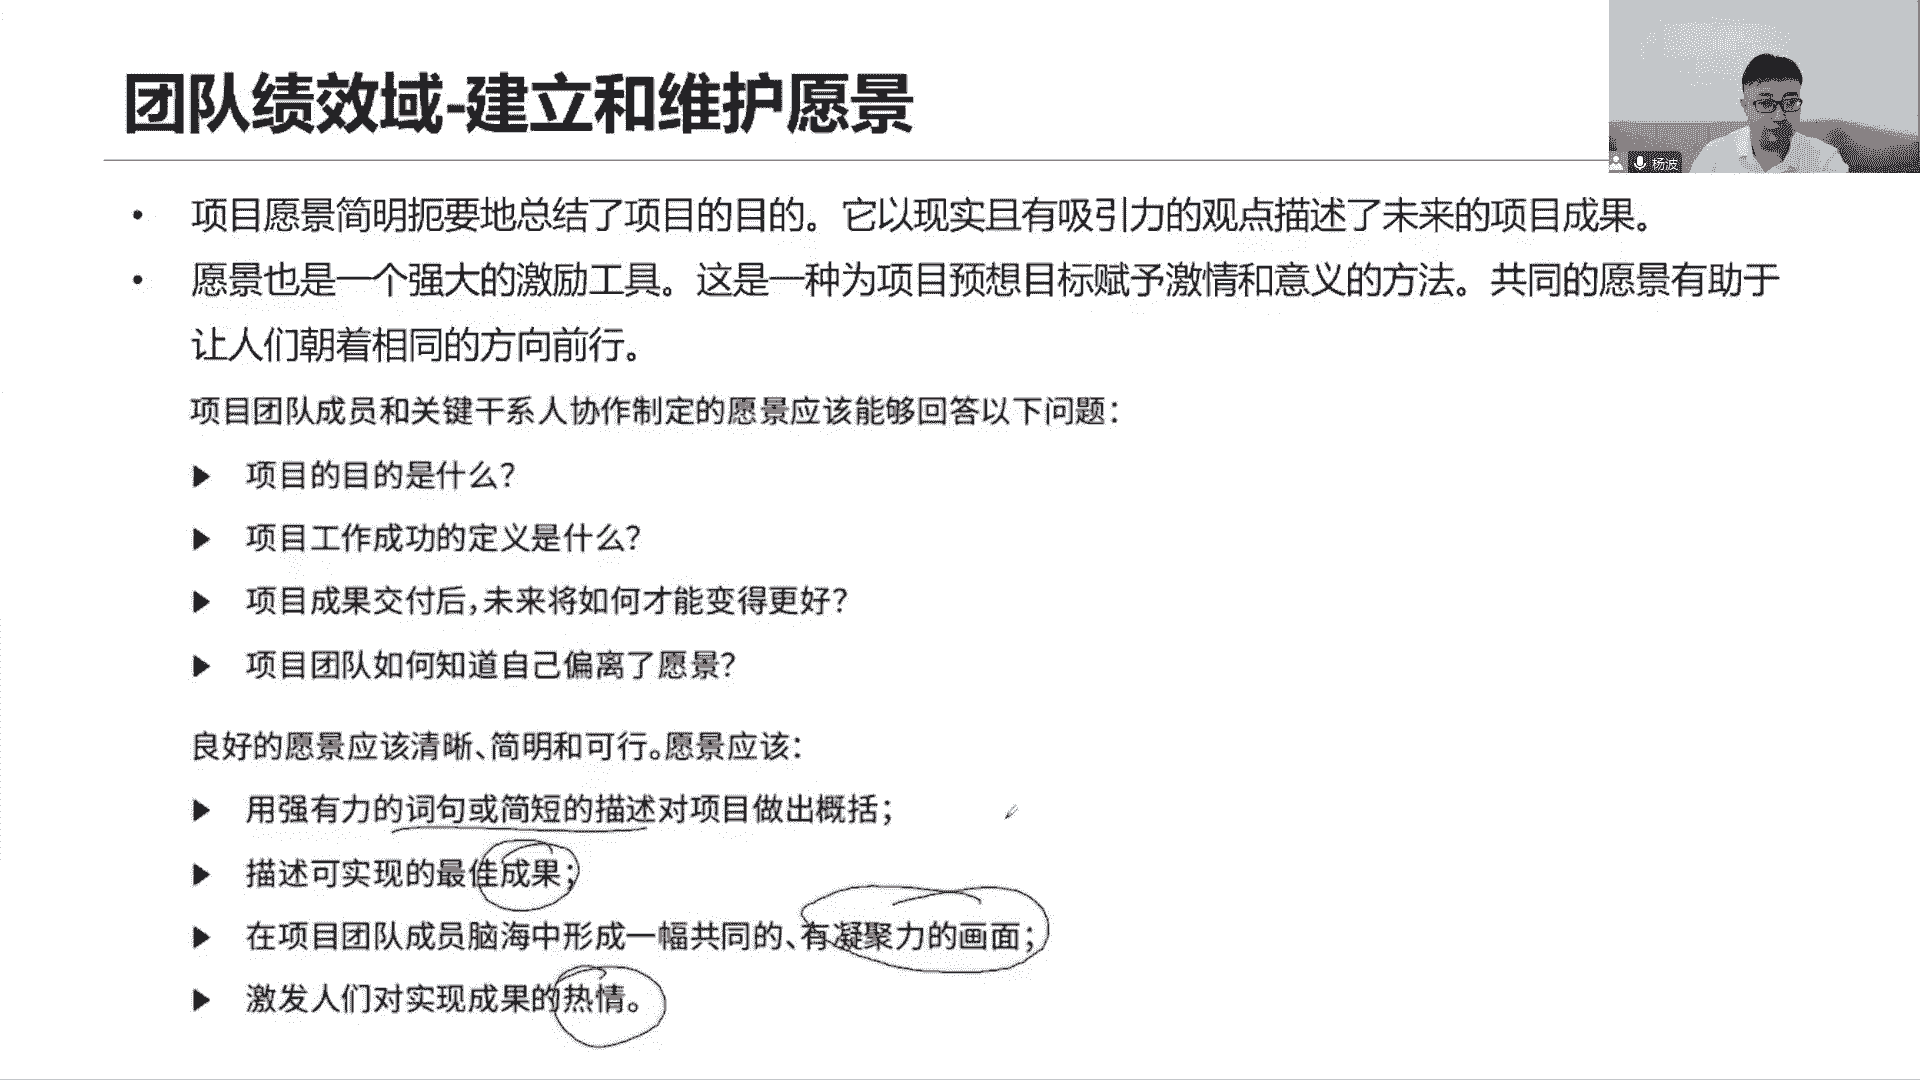 团队绩效域-建立和维护愿景
杨波
• 项目愿景简明扼要地总结了项目的目的。它以现实且有吸引力的观点描述了未来的项目成果。
• 愿景也是一个强大的激励工具。这是一种为项目预想目标赋予激情和意义的方法。共同的愿景有助于
让人们朝着相同的方向前行。
项目团队成员和关键干系人协作制定的愿景应该能够回答以下问题：
▶ 项目的目的是什么？
▶ 项目工作成功的定义是什么？
▶ 项目成果交付后，未来将如何才能变得更好？
▶ 项目团队如何知道自己偏离了愿景？
良好的愿景应该清晰、简明和可行。愿景应该：
▶ 用强有力的词句或简短的描述对项目做出概括；
▶ 描述可实现的最佳成果；
▶ 在项目团队成员脑海中形成一幅共同的、有凝聚力的画面；
▶ 激发人们对实现成果的热情。